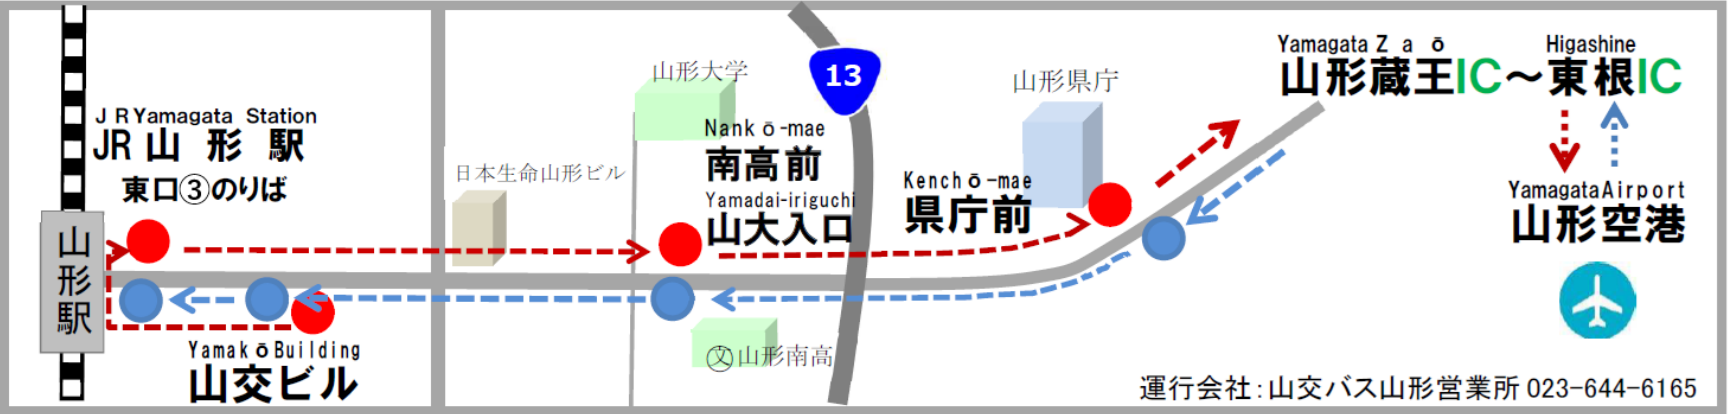 JR Yamagata Station
JR 山 形 駅
東口③のりば
山形駅
Yamakō Building
山交ビル
日本生命山形ビル
山形大学
Nankō-mae
南高前
Yamadai-iriguchi
山大入口
㊛山形南高
13
山形県庁
Kenchō-mae
県庁前
Yamagata Zaō
Higashine
山形蔵王IC～東根IC
Yamagata Airport
山形空港
運行会社：山交バス山形営業所 023-644-6165